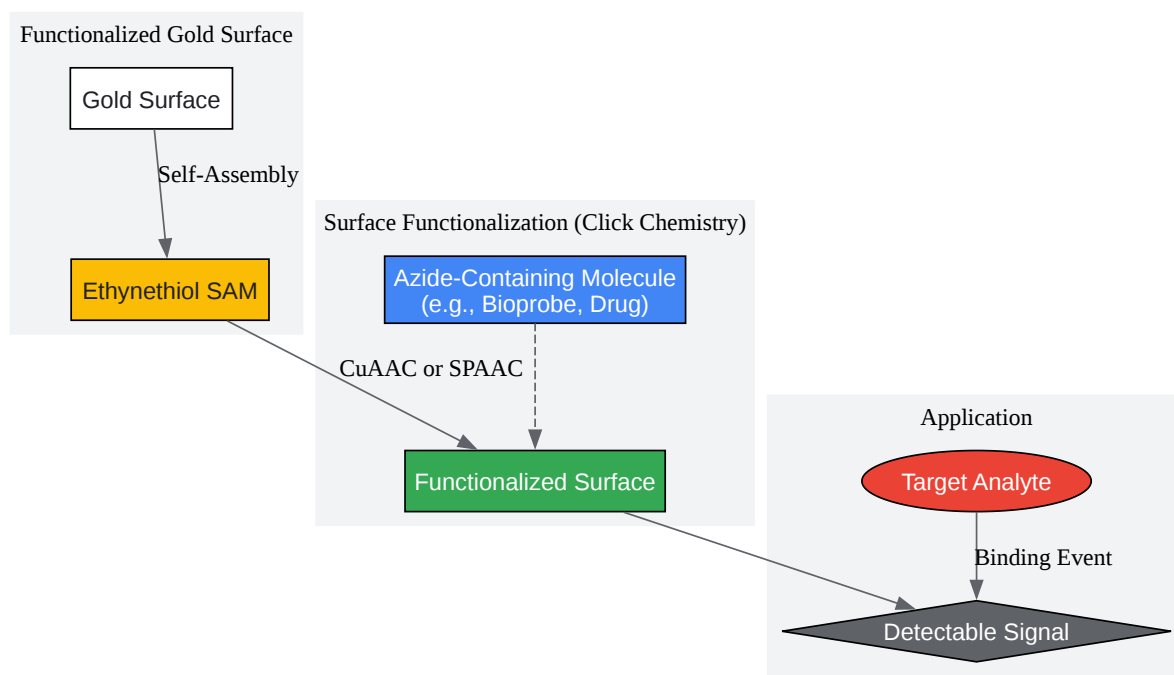 Functionalized Gold Surface
Gold Surface
Self-Assembly
Ethynethiol SAM
Surface Functionalization (Click Chemistry)
Azide-Containing Molecule
(e.g., Bioprobe, Drug)
CuAAC or SPAAC
Functionalized Surface
Application
Target Analyte
Binding Event
Detectable Signal